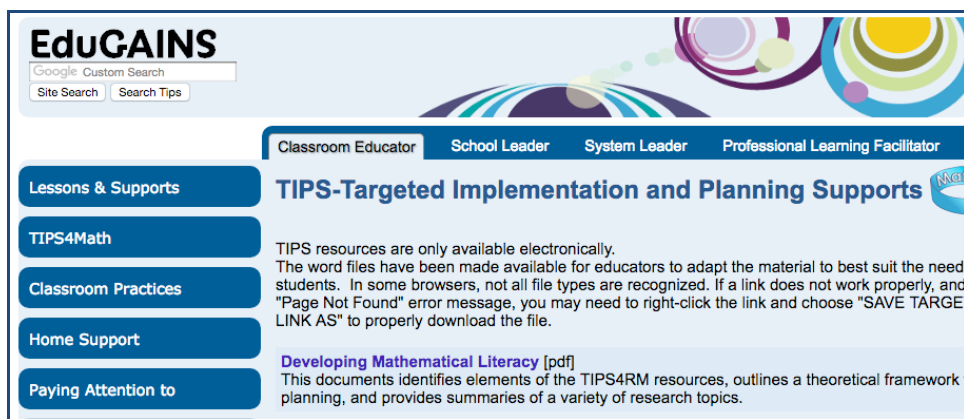 EduGAINS
Google Custom Search
Site Search Search Tips
Classroom Educator School Leader System Leader Professional Learning Facilitator
Lessons & Supports
TIPS4Math
Classroom Practices
Home Support
Paying Attention to
TIPS-Targeted Implementation and Planning Supports
TIPS resources are only available electronically.
The word files have been made available for educators to adapt the material to best suit the need
students. In some browsers, not all file types are recognized. If a link does not work properly, and
"Page Not Found" error message, you may need to right-click the link and choose "SAVE TARGE
LINK AS" to properly download the file.
Developing Mathematical Literacy [pdf]
This documents identifies elements of the TIPS4RM resources, outlines a theoretical framework
planning, and provides summaries of a variety of research topics.